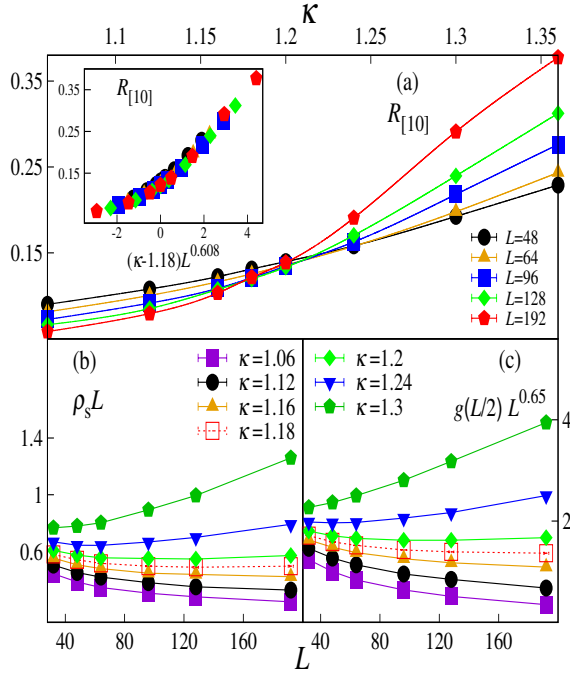 κ
1.1 1.15 1.2 1.25 1.3 1.35
0.35
0.25
0.15
(a)
R[10]
R[10]
0.35
0.25
0.15
-2 0 2 4
(κ-1.18)L^0.608
L=48
L=64
L=96
L=128
L=192
(b)
ρsL
κ=1.06
κ=1.12
κ=1.16
κ=1.18
1.4
1
0.6
40 80 120 160
(c)
κ=1.2
κ=1.24
κ=1.3
g(L/2) L^0.65
4
2
40 80 120 160 200
L